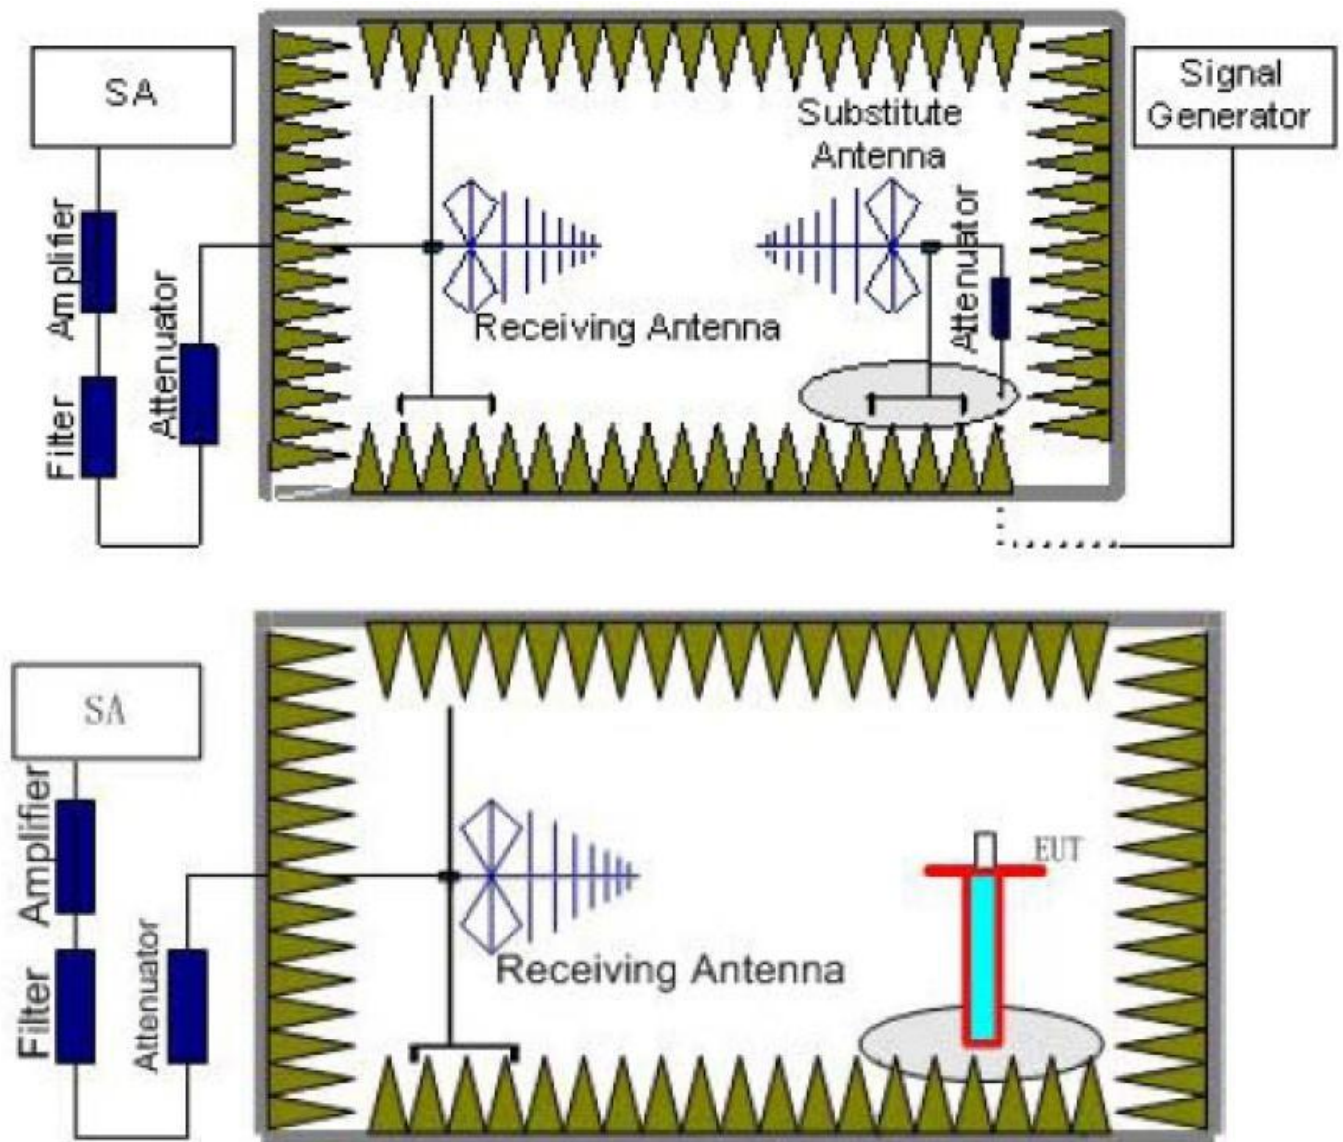 SA
Signal
Generator
Substitute
Antenna
Amplifier
Attenuator
Attenuator
Receiving Antenna
Filter
SA
Amplifier
EUT
Attenuator
Receiving Antenna
Filter